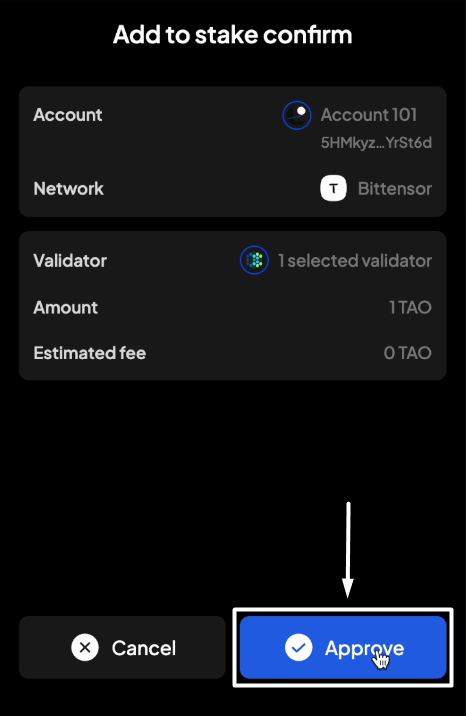 Add to stake confirm
Account Account 101
5HMkyz...YrSt6d
Network T Bittensor
Validator 1 selected validator
Amount 1 TAO
Estimated fee 0 TAO
Cancel Approve